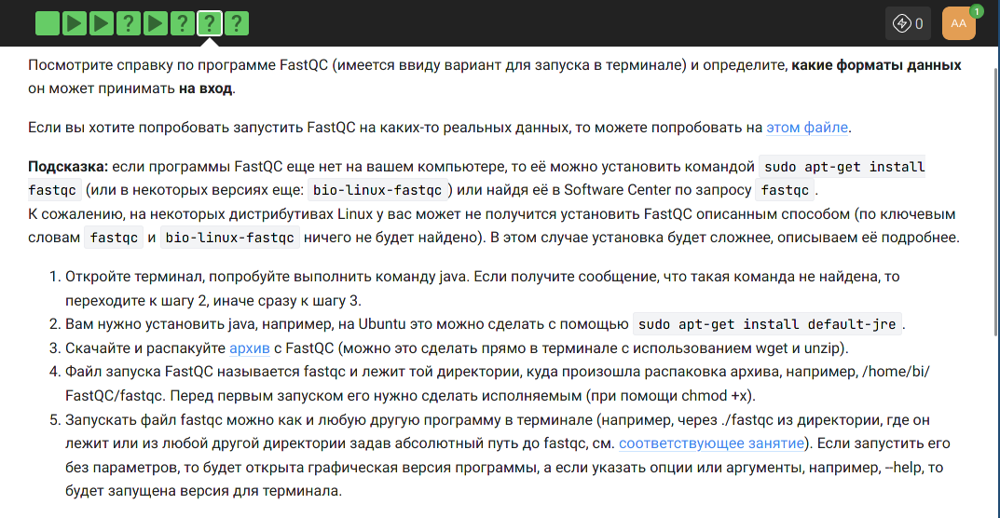 ? ? ? ?
0
AA
1
Посмотрите справку по программе FastQC (имеется ввиду вариант для запуска в терминале) и определите, какие форматы данных
он может принимать на вход.
Если вы хотите попробовать запустить FastQC на каких-то реальных данных, то можете попробовать на этом файле.
Подсказка: если программы FastQC еще нет на вашем компьютере, то её можно установить командой sudo apt-get install
fastqc (или в некоторых версиях еще: bio-linux-fastqc ) или найдя её в Software Center по запросу fastqc .
К сожалению, на некоторых дистрибутивах Linux у вас может не получится установить FastQC описанным способом (по ключевым
словам fastqc и bio-linux-fastqc ничего не будет найдено). В этом случае установка будет сложнее, описываем её подробнее.
1. Откройте терминал, попробуйте выполнить команду java. Если получите сообщение, что такая команда не найдена, то
переходите к шагу 2, иначе сразу к шагу 3.
2. Вам нужно установить java, например, на Ubuntu это можно сделать с помощью sudo apt-get install default-jre .
3. Скачайте и распакуйте архив с FastQC (можно это сделать прямо в терминале с использованием wget и unzip).
4. Файл запуска FastQC называется fastqc и лежит той директории, куда произошла распаковка архива, например, /home/bi/
FastQC/fastqc. Перед первым запуском его нужно сделать исполняемым (при помощи chmod +x).
5. Запускать файл fastqc можно как и любую другую программу в терминале (например, через ./fastqc из директории, где он
лежит или из любой другой директории задав абсолютный путь до fastqc, см. соответствующее занятие). Если запустить его
без параметров, то будет открыта графическая версия программы, а если указать опции или аргументы, например, --help, то
будет запущена версия для терминала.